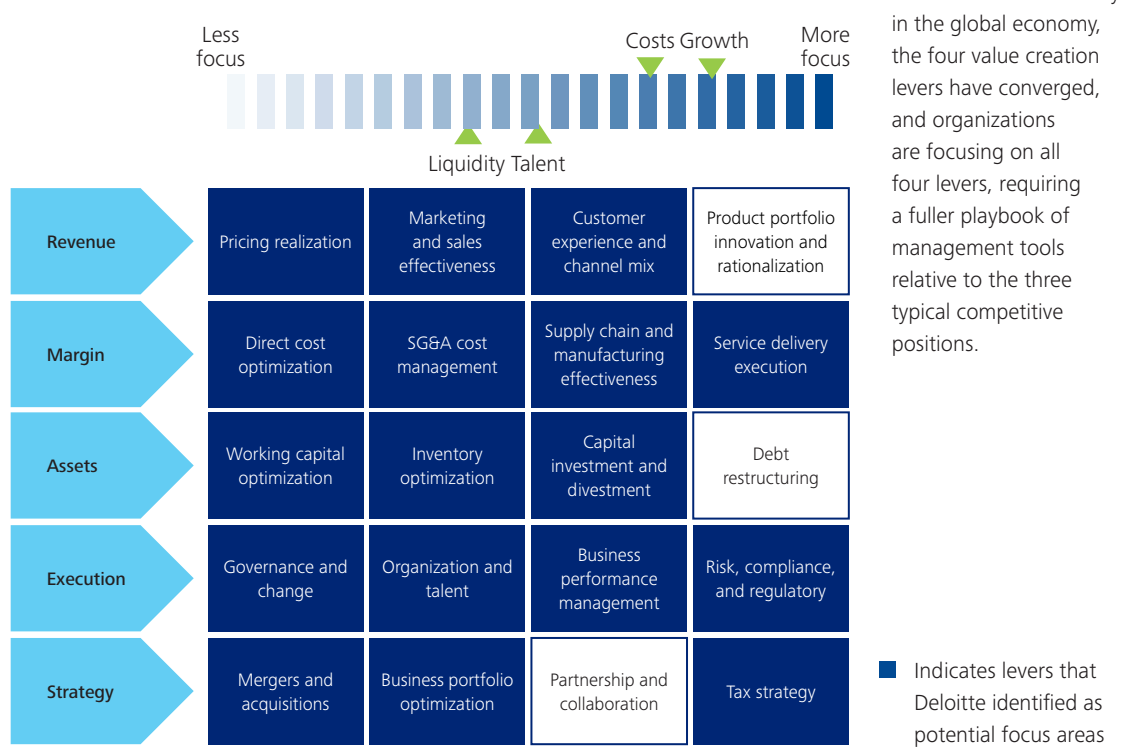 Less
focus
Costs Growth
More
focus
Liquidity Talent
Revenue
Pricing realization
Marketing
and sales
effectiveness
Customer
experience and
channel mix
Product portfolio
innovation and
rationalization
Margin
Direct cost
optimization
SG&A cost
management
Supply chain and
manufacturing
effectiveness
Service delivery
execution
Assets
Working capital
optimization
Inventory
optimization
Capital
investment and
divestment
Debt
restructuring
Execution
Governance and
change
Organization and
talent
Business
performance
management
Risk, compliance,
and regulatory
Strategy
Mergers and
acquisitions
Business portfolio
optimization
Partnership and
collaboration
Tax strategy
in the global economy,
the four value creation
levers have converged,
and organizations
are focusing on all
four levers, requiring
a fuller playbook of
management tools
relative to the three
typical competitive
positions.
Indicates levers that
Deloitte identified as
potential focus areas